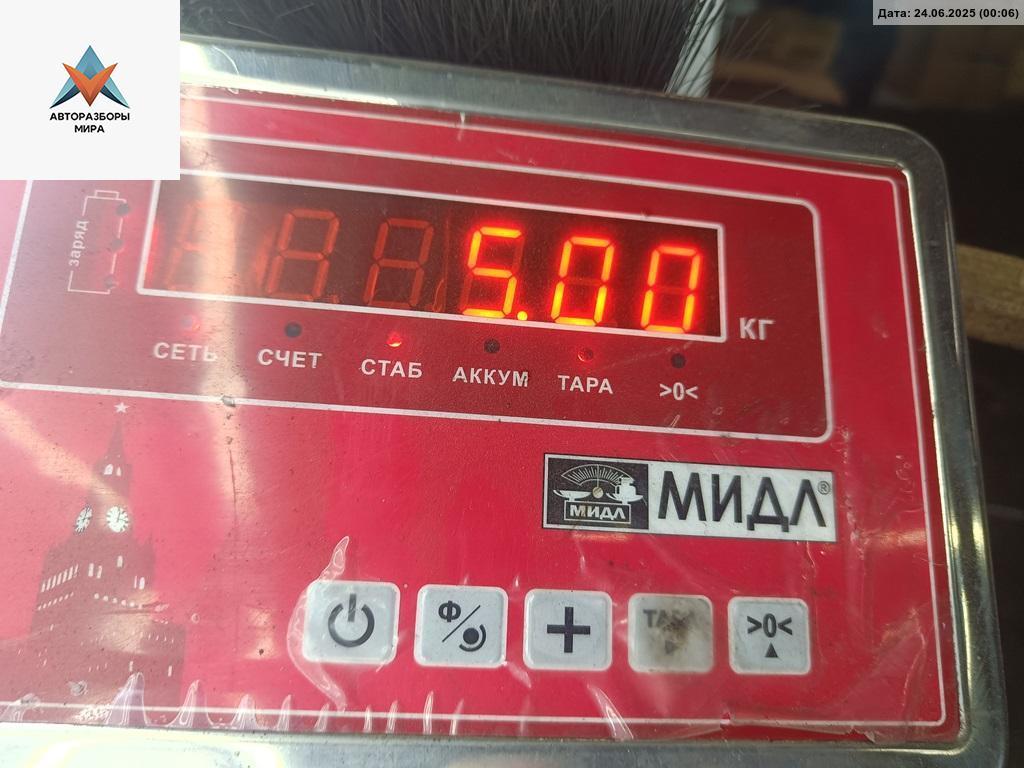 Дата: 24.06.2025 (00:06)
АВТОРАЗБОРЫ
МИРА
заряд
5.00
КГ
СЕТЬ СЧЕТ СТАБ АККУМ ТАРА >0<
МИДЛ МИДЛ®
Ф ТАРА >0<